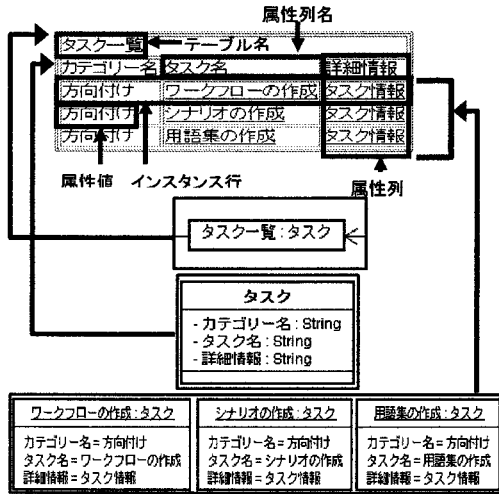 属性列名
タスク一覧 テーブル名
カテゴリー名 タスク名 詳細情報
方向付け ワークフローの作成 タスク情報
方向付け シナリオの作成 タスク情報
方向付け 用語集の作成 タスク情報
属性値 インスタンス行 属性列
タスク一覧:タスク
タスク
- カテゴリー名:String
- タスク名:String
- 詳細情報:String
ワークフローの作成:タスク
カテゴリー名=方向付け
タスク名=ワークフローの作成
詳細情報=タスク情報
シナリオの作成:タスク
カテゴリー名=方向付け
タスク名=シナリオの作成
詳細情報=タスク情報
用語集の作成:タスク
カテゴリー名=方向付け
タスク名=用語集の作成
詳細情報=タスク情報